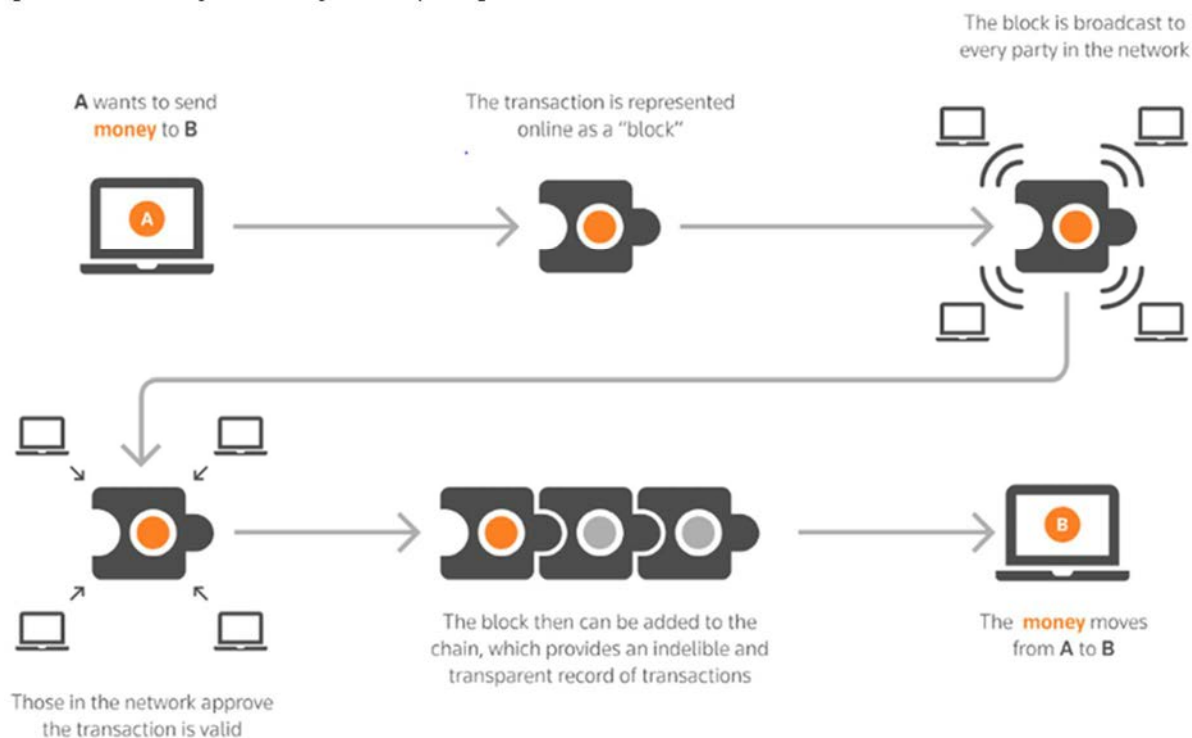 A wants to send
money to B
The transaction is represented
online as a “block”
The block is broadcast to
every party in the network
A
Those in the network approve
the transaction is valid
The block then can be added to the
chain, which provides an indelible and
transparent record of transactions
B
The money moves
from A to B